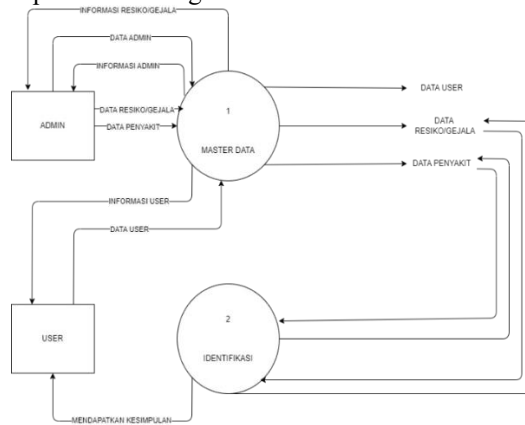 INFORMASI RESIKO/GEJALA
DATA ADMIN
INFORMASI ADMIN
ADMIN
DATA RESIKO/GEJALA
DATA PENYAKIT
1
MASTER DATA
DATA USER
DATA
RESIKO/GEJALA
DATA PENYAKIT
INFORMASI USER
DATA USER
USER
2
IDENTIFIKASI
MENDAPATKAN KESIMPULAN